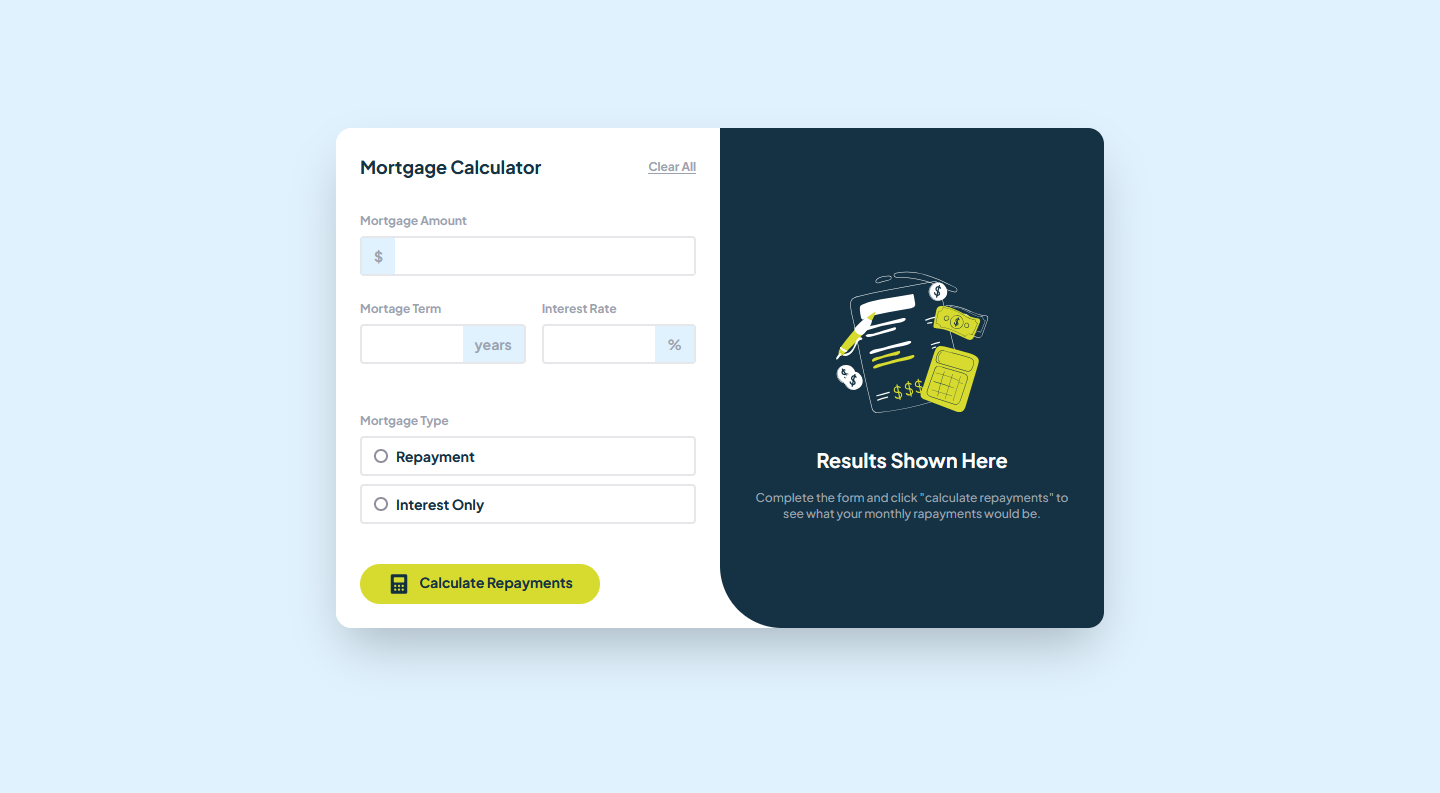 Mortgage Calculator
Clear All
Mortgage Amount
$
Mortage Term
Interest Rate
years
%
Mortgage Type
Repayment
Interest Only
Calculate Repayments
$
$
$
$
$$$
Results Shown Here
Complete the form and click "calculate repayments" to
see what your monthly rapayments would be.